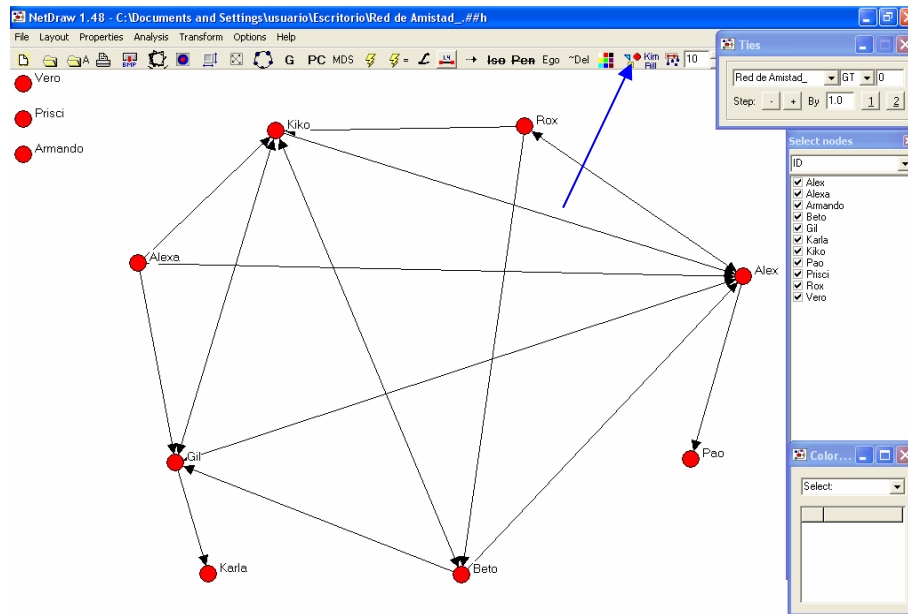 NetDraw 1.48 - C:\Documents and Settings\usuario\Escritorio\Red de Amistad_.##h
File Layout Properties Analysis Transform Options Help
A BMP G PC MDS = L LN → Iso Pen Ego ~Del Kim Bill 10
Ties
Red de Amistad_ GT 0
Step: - + By 1.0 1 2
Select nodes
ID
Alex
Alexa
Armando
Beto
Gil
Karla
Kiko
Pao
Prisci
Rox
Vero
Color...
Select:
Vero
Prisci
Armando
Kiko
Rox
Alexa
Alex
Gil
Pao
Karla
Beto